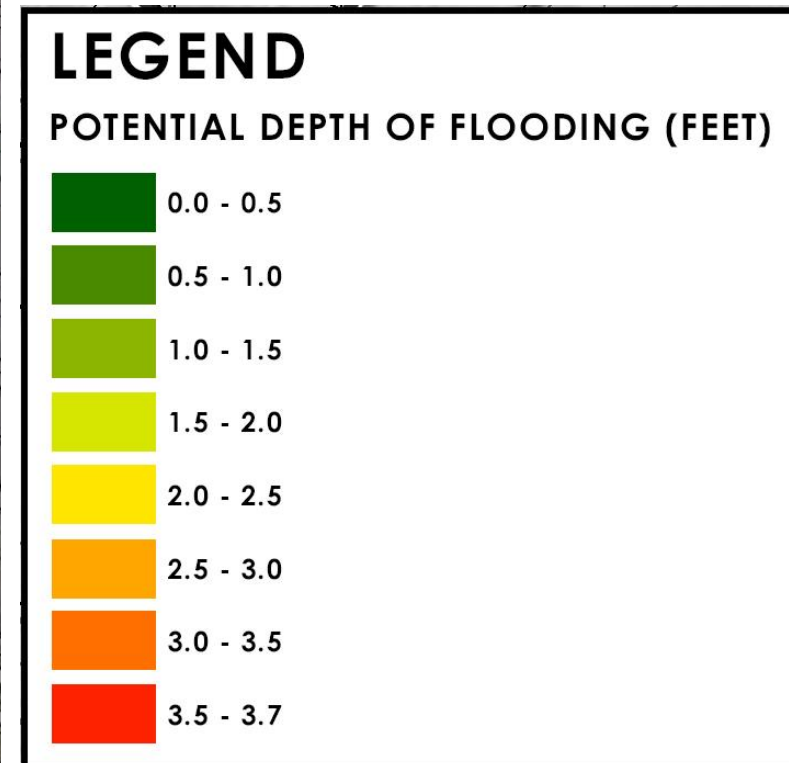 LEGEND
POTENTIAL DEPTH OF FLOODING (FEET)
0.0 - 0.5
0.5 - 1.0
1.0 - 1.5
1.5 - 2.0
2.0 - 2.5
2.5 - 3.0
3.0 - 3.5
3.5 - 3.7